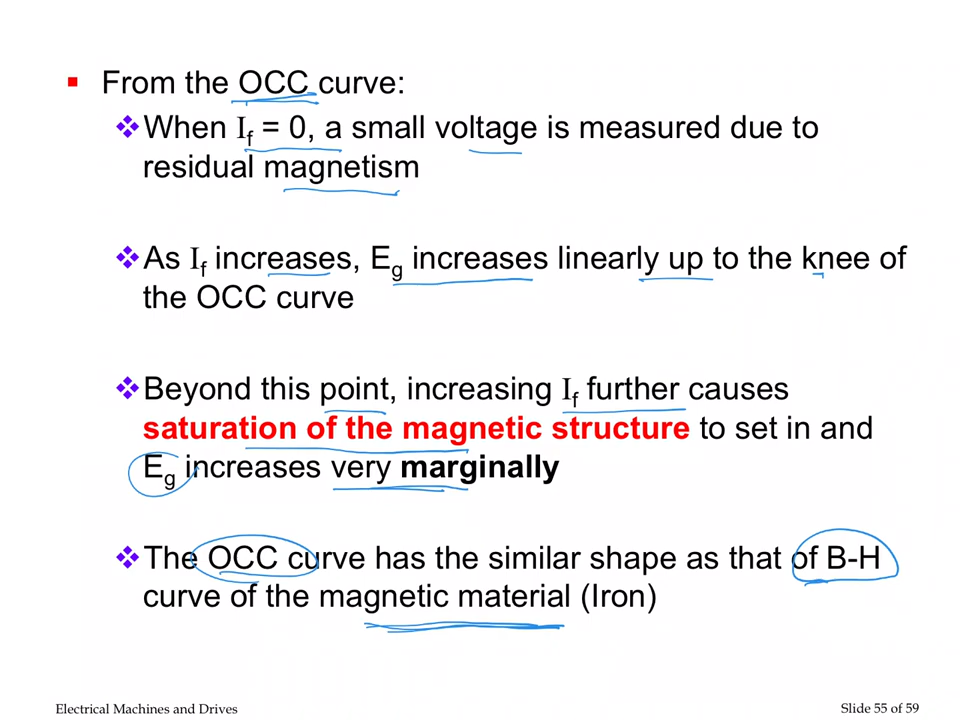 From the OCC curve:
When If = 0, a small voltage is measured due to
residual magnetism
As If increases, Eg increases linearly up to the knee of
the OCC curve
Beyond this point, increasing If further causes
saturation of the magnetic structure to set in and
Eg increases very marginally
The OCC curve has the similar shape as that of B-H
curve of the magnetic material (Iron)
Electrical Machines and Drives
Slide 55 of 59